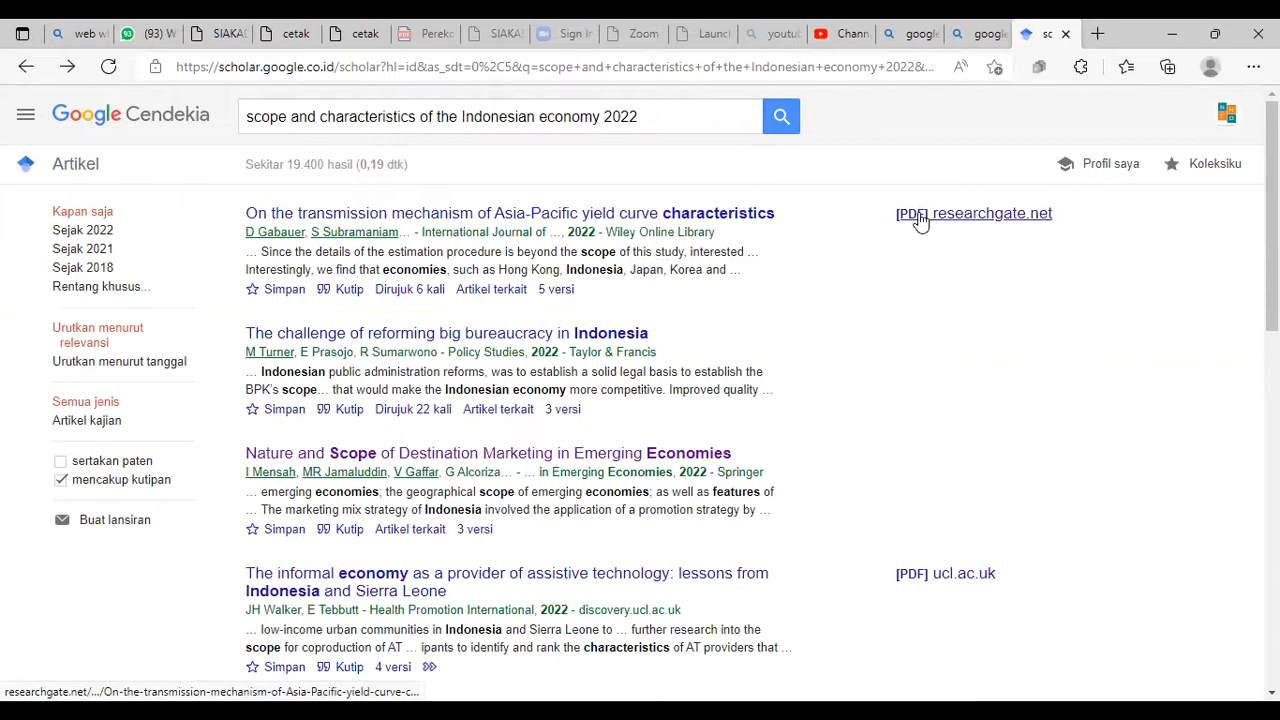 web w
(93) W
SIAKA
cetak
cetak
Pereko
SIAKA
Sign in
Zoom
Launc
youtu
Chann
google
google
sc
https://scholar.google.co.id/scholar?hl=id&as_sdt=0%2C5&q=scope+and+characteristics+of+the+Indonesian+economy+2022&...
Google Cendekia
scope and characteristics of the Indonesian economy 2022
Artikel
Sekitar 19.400 hasil (0,19 dtk)
Profil saya
Koleksiku
Kapan saja
Sejak 2022
Sejak 2021
Sejak 2018
Rentang khusus...
Urutkan menurut
relevansi
Urutkan menurut tanggal
Semua jenis
Artikel kajian
sertakan paten
mencakup kutipan
Buat lansiran
On the transmission mechanism of Asia-Pacific yield curve characteristics
[PDF] researchgate.net
D Gabauer, S Subramaniam… - International Journal of …, 2022 - Wiley Online Library
… Since the details of the estimation procedure is beyond the scope of this study, interested …
Interestingly, we find that economies, such as Hong Kong, Indonesia, Japan, Korea and …
Simpan Kutip Dirujuk 6 kali Artikel terkait 5 versi
The challenge of reforming big bureaucracy in Indonesia
M Turner, E Prasojo, R Sumarwono - Policy Studies, 2022 - Taylor & Francis
… Indonesian public administration reforms, was to establish a solid legal basis to establish the
BPK's scope… that would make the Indonesian economy more competitive. Improved quality …
Simpan Kutip Dirujuk 22 kali Artikel terkait 3 versi
Nature and Scope of Destination Marketing in Emerging Economies
I Mensah, MR Jamaluddin, V Gaffar, G Alcoriza… - … in Emerging Economies, 2022 - Springer
… emerging economies; the geographical scope of emerging economies; as well as features of
… The marketing mix strategy of Indonesia involved the application of a promotion strategy by …
Simpan Kutip Artikel terkait 3 versi
The informal economy as a provider of assistive technology: lessons from
Indonesia and Sierra Leone
[PDF] ucl.ac.uk
JH Walker, E Tebbutt - Health Promotion International, 2022 - discovery.ucl.ac.uk
… low-income urban communities in Indonesia and Sierra Leone to … further research into the
scope for coproduction of AT … ipants to identify and rank the characteristics of AT providers that …
Simpan Kutip 4 versi
researchgate.net/.../On-the-transmission-mechanism-of-Asia-Pacific-yield-curve-c...